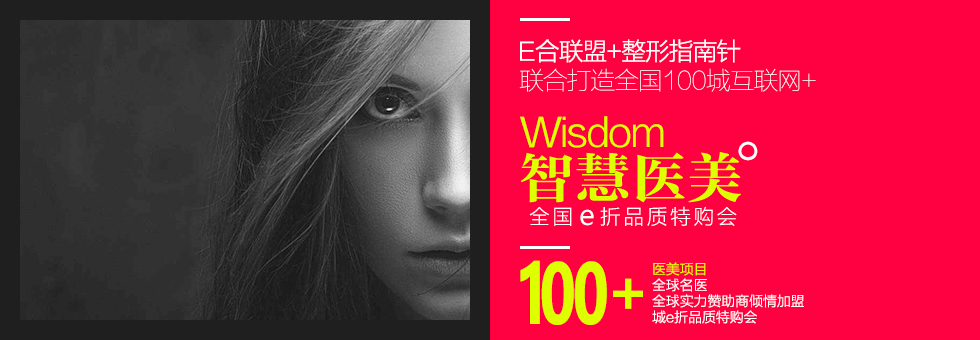 E合联盟+整形指南针
联合打造全国100城互联网+
Wisdom
智慧医美
全国e折品质特购会
100+
医美项目
全球名医
全球实力赞助商倾情加盟
城e折品质特购会